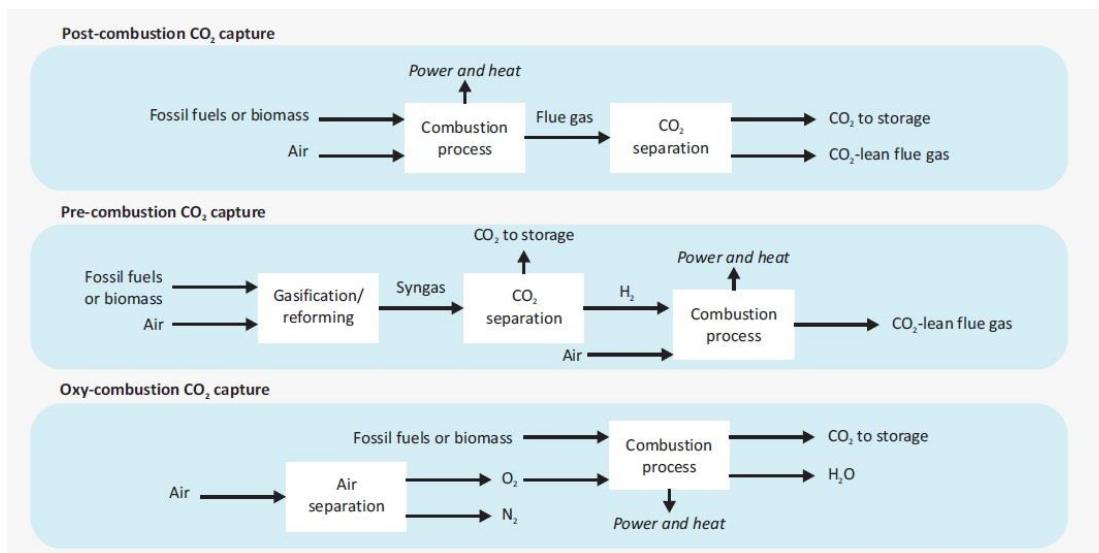 Post-combustion CO₂ capture
Power and heat
Fossil fuels or biomass
Air
Combustion
process
Flue gas
CO₂
separation
CO₂ to storage
CO₂-lean flue gas
Pre-combustion CO₂ capture
CO₂ to storage
Power and heat
Fossil fuels
or biomass
Air
Gasification/
reforming
Syngas
CO₂
separation
H₂
Air
Combustion
process
CO₂-lean flue gas
Oxy-combustion CO₂ capture
Fossil fuels or biomass
Air
Air
separation
O₂
N₂
Combustion
process
Power and heat
CO₂ to storage
H₂O